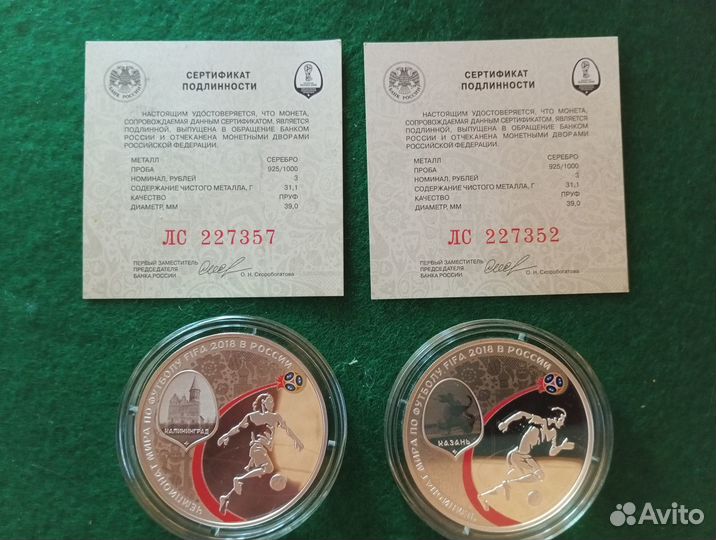 СЕРТИФИКАТ
ПОДЛИННОСТИ
БАНК РОССИИ
НАСТОЯЩИМ УДОСТОВЕРЯЕТСЯ, ЧТО МОНЕТА,
СОПРОВОЖДАЕМАЯ ДАННЫМ СЕРТИФИКАТОМ, ЯВЛЯЕТСЯ
ПОДЛИННОЙ, ВЫПУЩЕНА В ОБРАЩЕНИЕ БАНКОМ
РОССИИ И ОТЧЕКАНЕНА МОНЕТНЫМИ ДВОРАМИ
РОССИЙСКОЙ ФЕДЕРАЦИИ.
МЕТАЛЛ СЕРЕБРО
ПРОБА 925/1000
НОМИНАЛ, РУБЛЕЙ 3
СОДЕРЖАНИЕ ЧИСТОГО МЕТАЛЛА, Г 31,1
КАЧЕСТВО ПРУФ
ДИАМЕТР, ММ 39,0
ЛС 227357
ПЕРВЫЙ ЗАМЕСТИТЕЛЬ
ПРЕДСЕДАТЕЛЯ
БАНКА РОССИИ О. Н. Скоробогатова
СЕРТИФИКАТ
ПОДЛИННОСТИ
БАНК РОССИИ
НАСТОЯЩИМ УДОСТОВЕРЯЕТСЯ, ЧТО МОНЕТА,
СОПРОВОЖДАЕМАЯ ДАННЫМ СЕРТИФИКАТОМ, ЯВЛЯЕТСЯ
ПОДЛИННОЙ, ВЫПУЩЕНА В ОБРАЩЕНИЕ БАНКОМ
РОССИИ И ОТЧЕКАНЕНА МОНЕТНЫМИ ДВОРАМИ
РОССИЙСКОЙ ФЕДЕРАЦИИ.
МЕТАЛЛ СЕРЕБРО
ПРОБА 925/1000
НОМИНАЛ, РУБЛЕЙ 3
СОДЕРЖАНИЕ ЧИСТОГО МЕТАЛЛА, Г 31,1
КАЧЕСТВО ПРУФ
ДИАМЕТР, ММ 39,0
ЛС 227352
ПЕРВЫЙ ЗАМЕСТИТЕЛЬ
ПРЕДСЕДАТЕЛЯ
БАНКА РОССИИ О. Н. Скоробогатова
ЧЕМПИОНАТ МИРА ПО ФУТБОЛУ FIFA 2018 В РОССИИ
КАЛИНИНГРАД
ЧЕМПИОНАТ МИРА ПО ФУТБОЛУ FIFA 2018 В РОССИИ
КАЗАНЬ
Avito